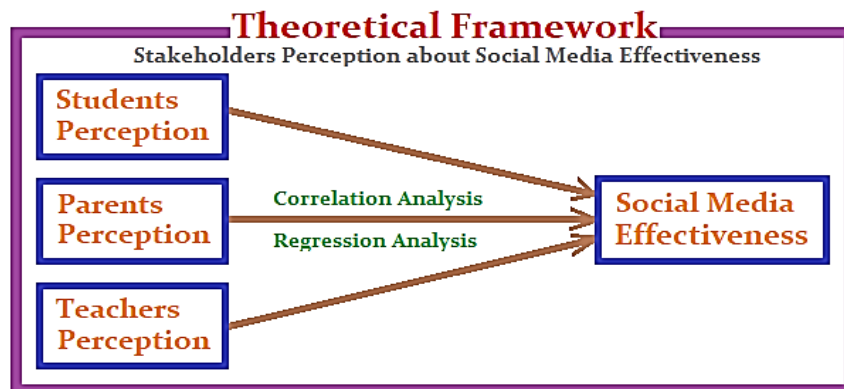 Theoretical Framework
Stakeholders Perception about Social Media Effectiveness
Students
Perception
Parents
Perception
Teachers
Perception
Correlation Analysis
Regression Analysis
Social Media
Effectiveness